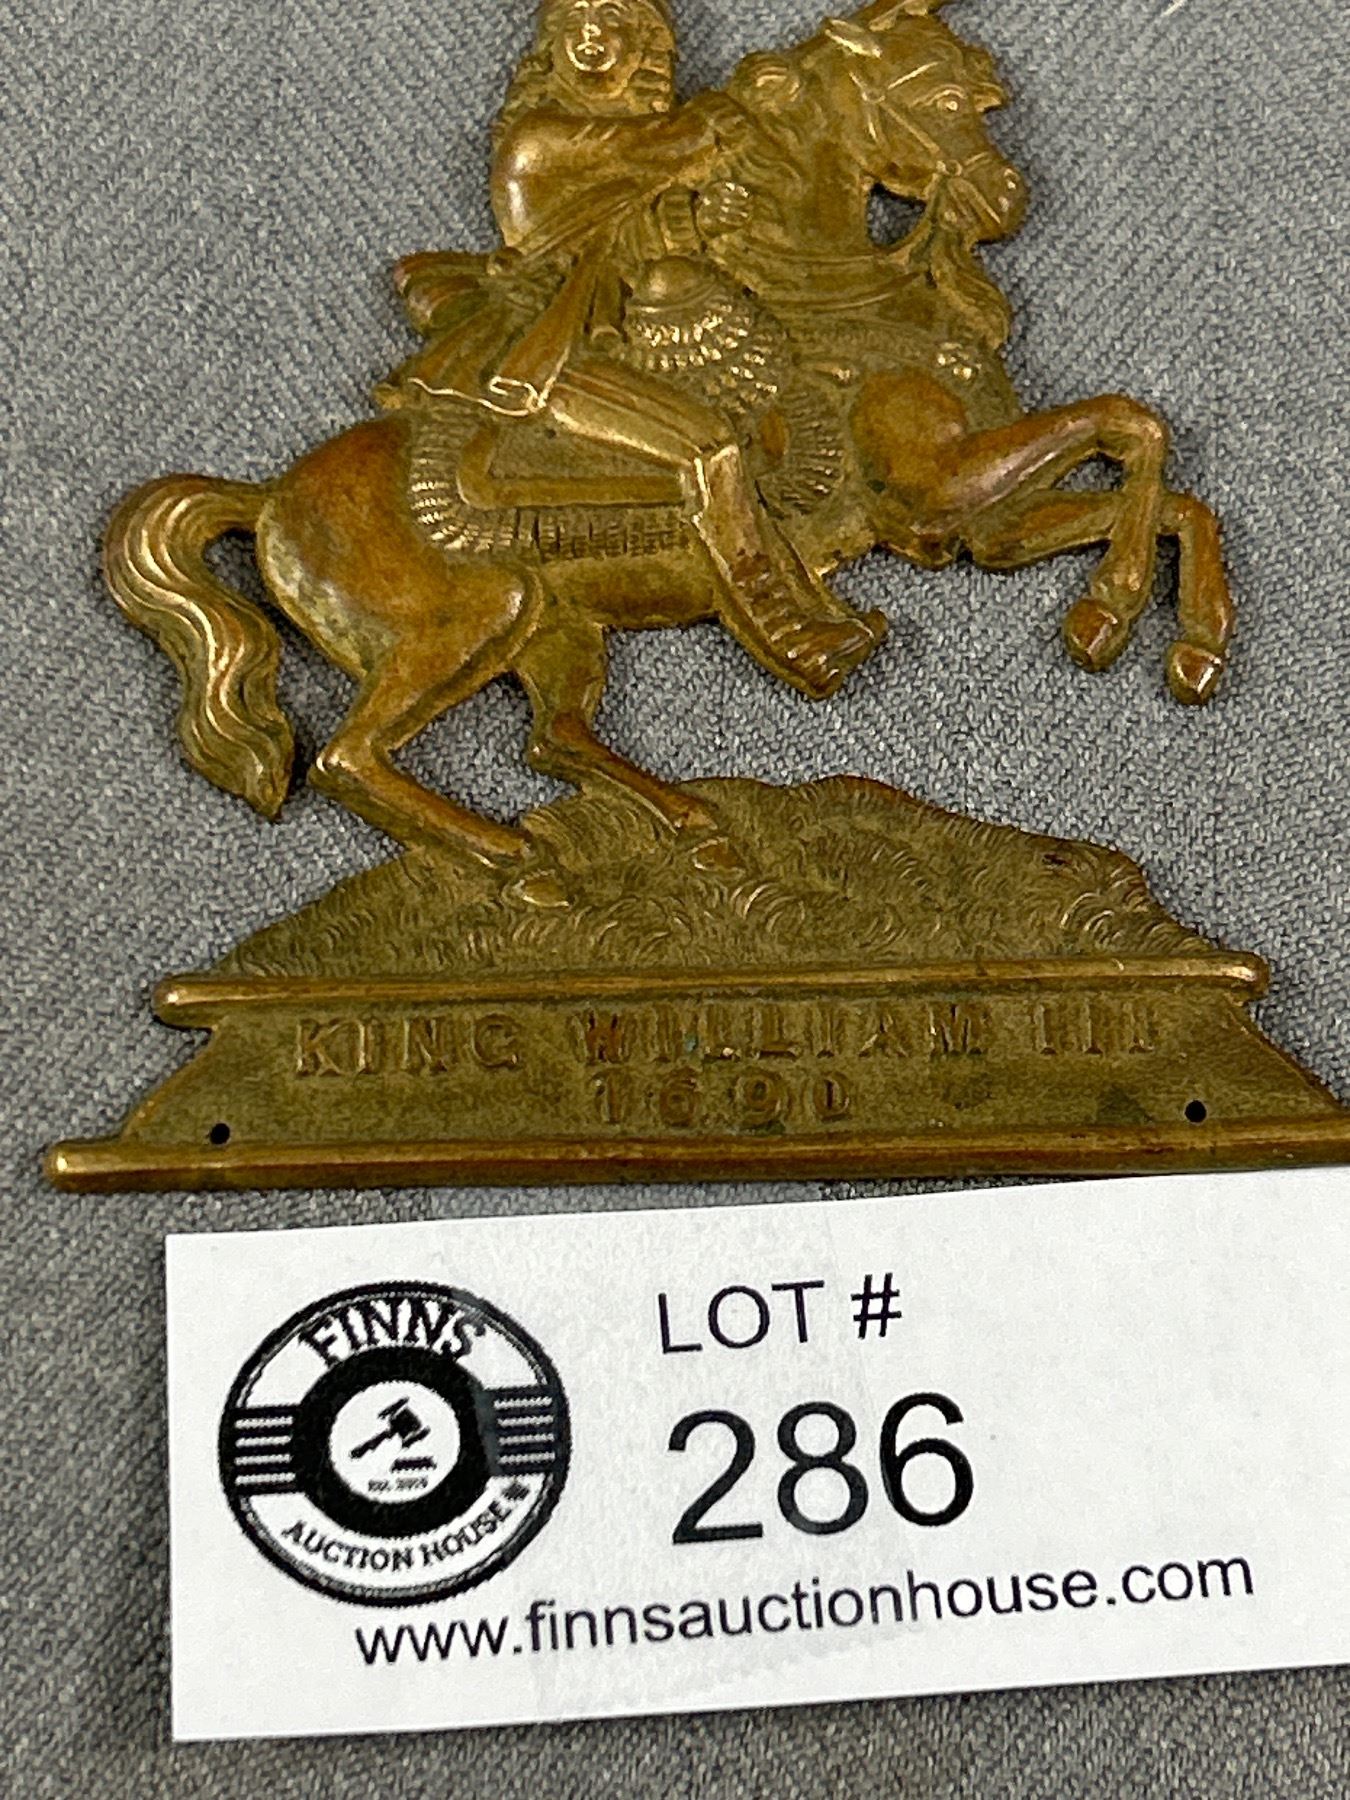 KING WILLIAM III
1690
FINNS
AUCTION HOUSE
LOT #
286
www.finnsauctionhouse.com